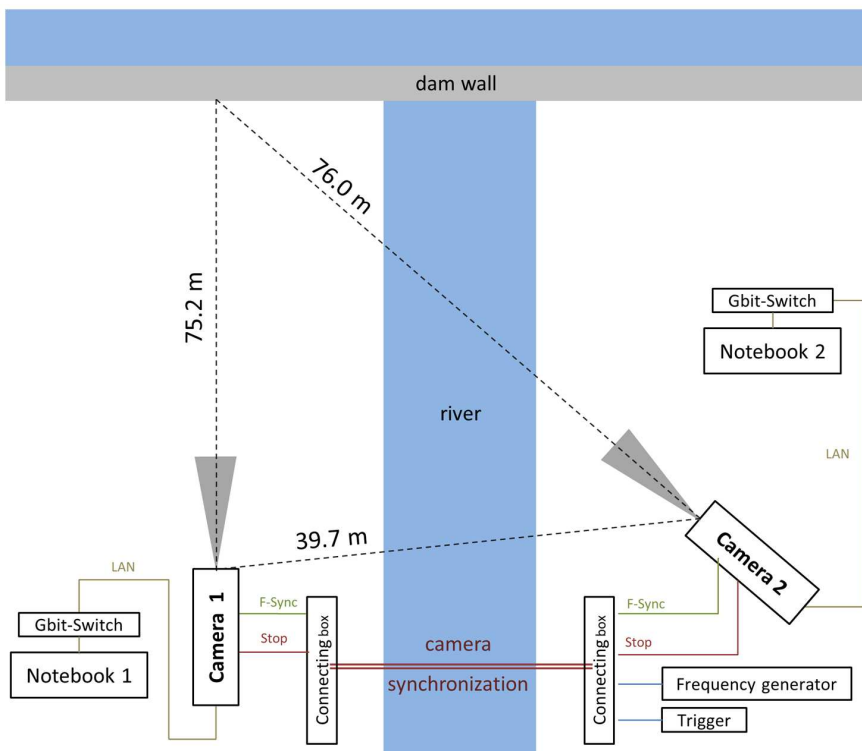 dam wall
76.0 m
75.2 m
Gbit-Switch
Notebook 2
river
LAN
39.7 m
Camera 2
LAN
Camera 1
F-Sync
Stop
Gbit-Switch
Notebook 1
Connecting box
camera
synchronization
Connecting box
F-Sync
Stop
Frequency generator
Trigger